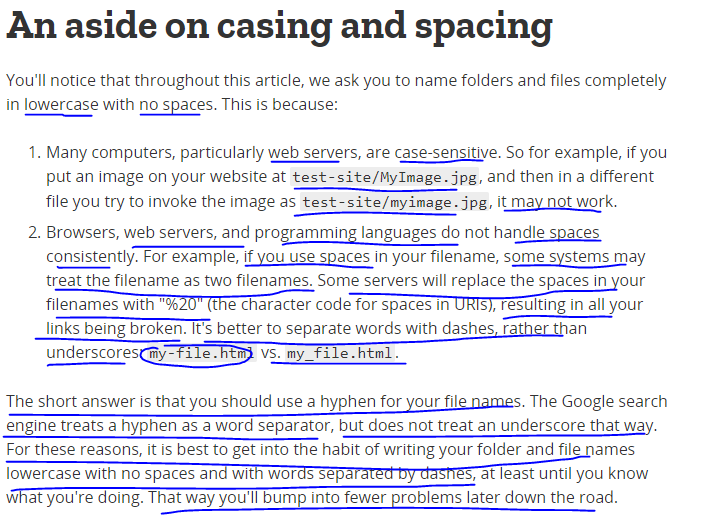 An aside on casing and spacing
You'll notice that throughout this article, we ask you to name folders and files completely
in lowercase with no spaces. This is because:
1. Many computers, particularly web servers, are case-sensitive. So for example, if you
put an image on your website at test-site/MyImage.jpg, and then in a different
file you try to invoke the image as test-site/myimage.jpg, it may not work.
2. Browsers, web servers, and programming languages do not handle spaces
consistently. For example, if you use spaces in your filename, some systems may
treat the filename as two filenames. Some servers will replace the spaces in your
filenames with "%20" (the character code for spaces in URIs), resulting in all your
links being broken. It's better to separate words with dashes, rather than
underscores: my-file.html vs. my_file.html.
The short answer is that you should use a hyphen for your file names. The Google search
engine treats a hyphen as a word separator, but does not treat an underscore that way.
For these reasons, it is best to get into the habit of writing your folder and file names
lowercase with no spaces and with words separated by dashes, at least until you know
what you're doing. That way you'll bump into fewer problems later down the road.